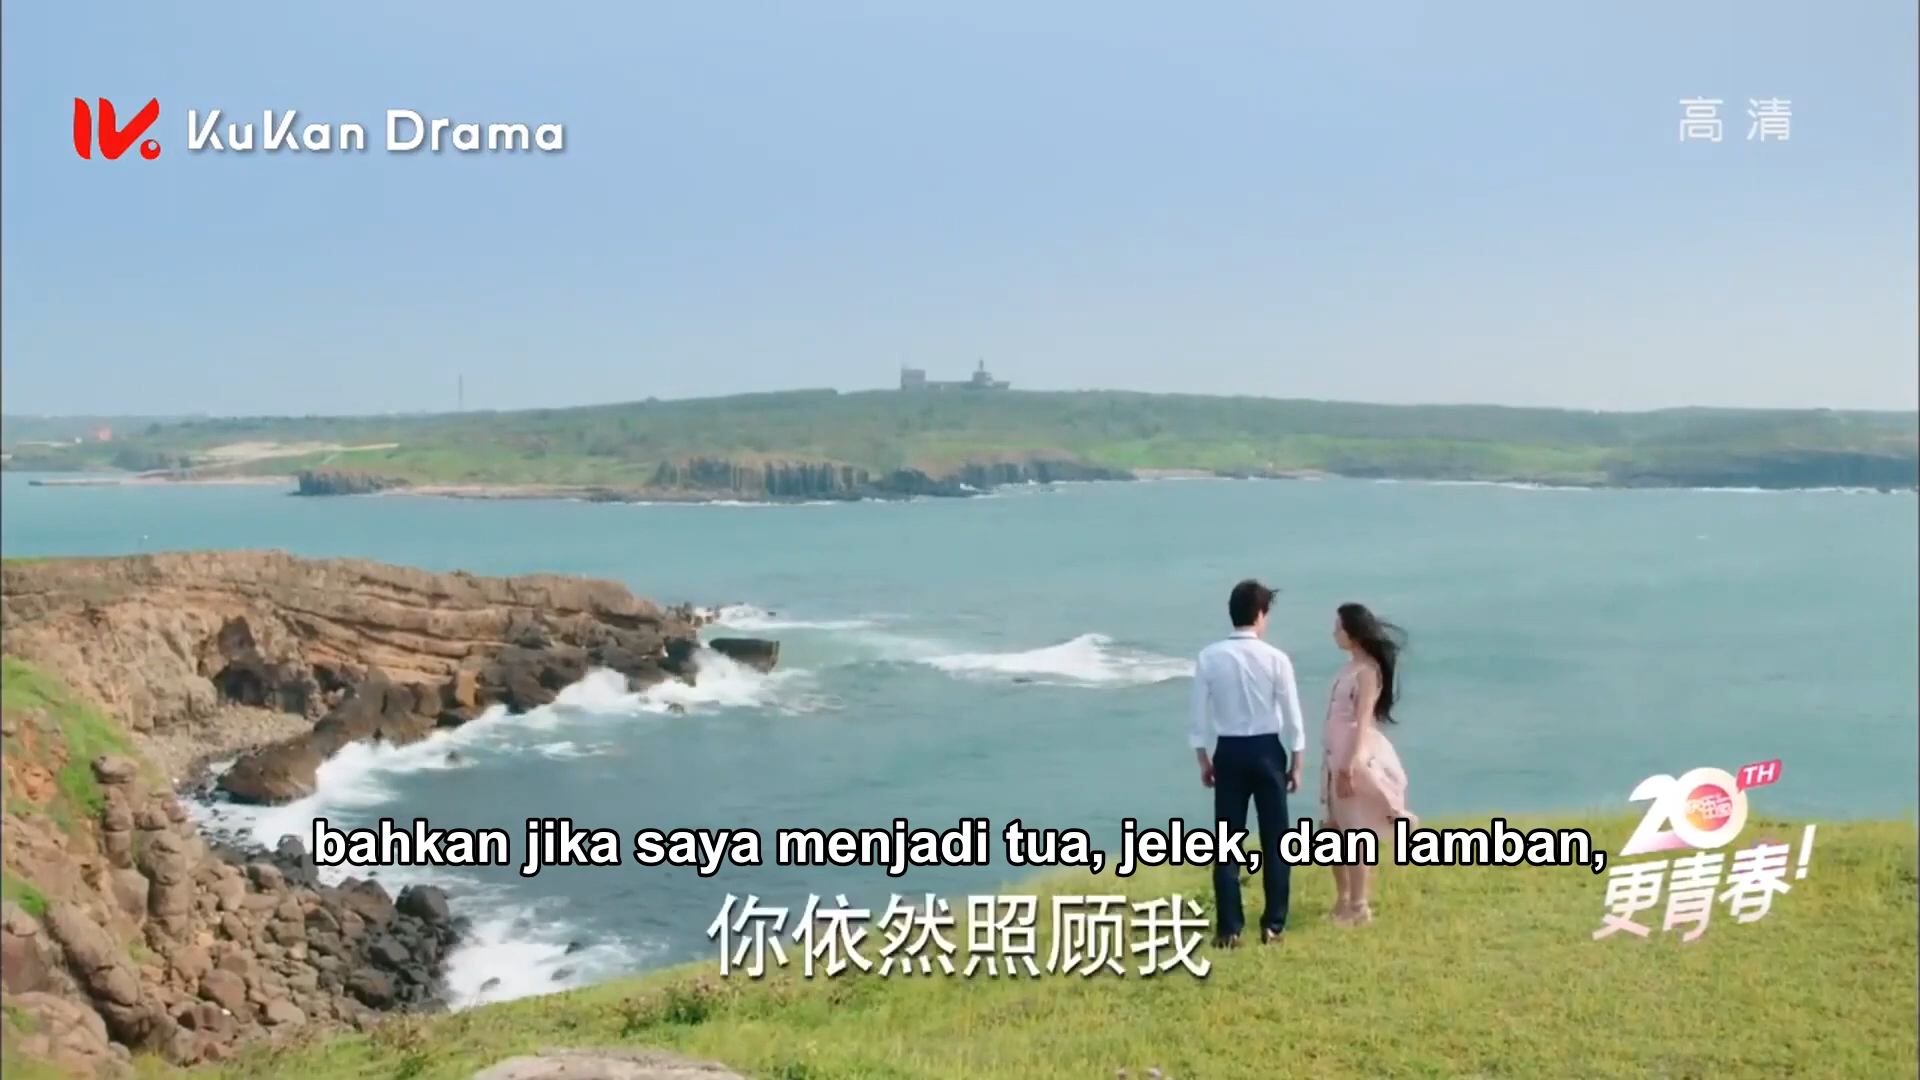 KuKan Drama
高清
20TH
更青春!
bahkan jika saya menjadi tua, jelek, dan lamban,
你依然照顾我